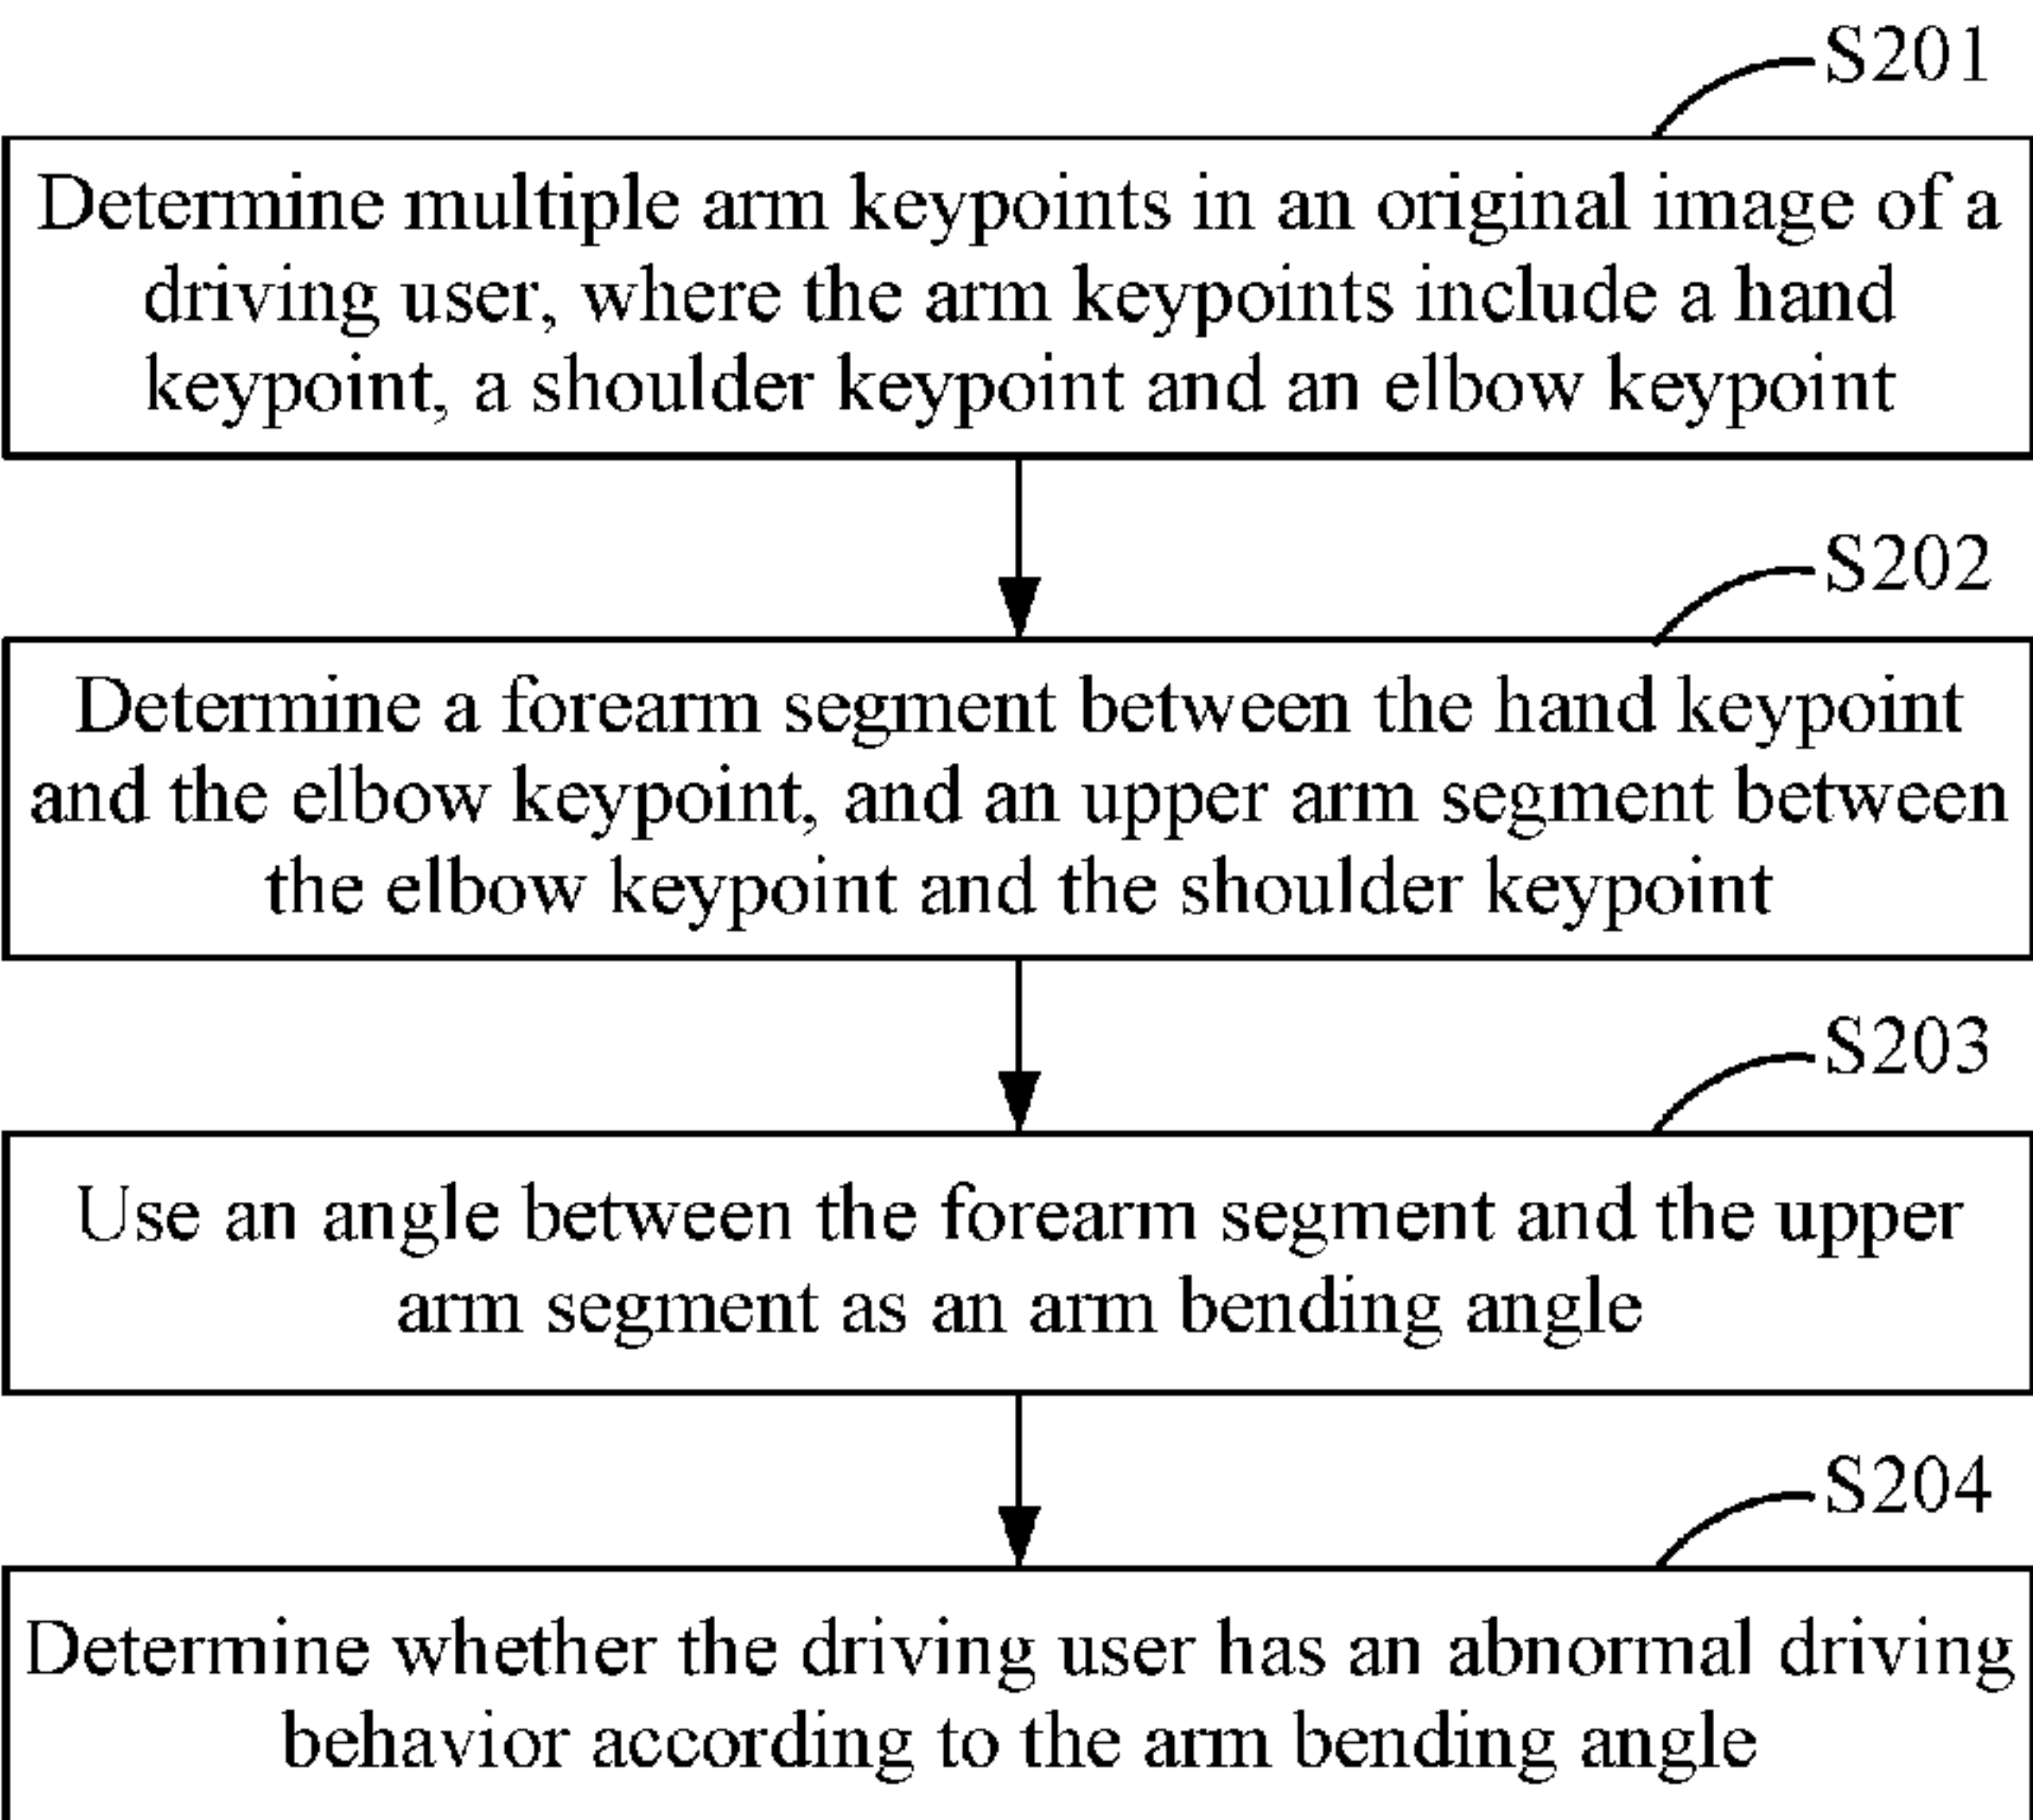 S201
Determine multiple arm keypoints in an original image of a
driving user, where the arm keypoints include a hand
keypoint, a shoulder keypoint and an elbow keypoint
S202
Determine a forearm segment between the hand keypoint
and the elbow keypoint, and an upper arm segment between
the elbow keypoint and the shoulder keypoint
S203
Use an angle between the forearm segment and the upper
arm segment as an arm bending angle
S204
Determine whether the driving user has an abnormal driving
behavior according to the arm bending angle